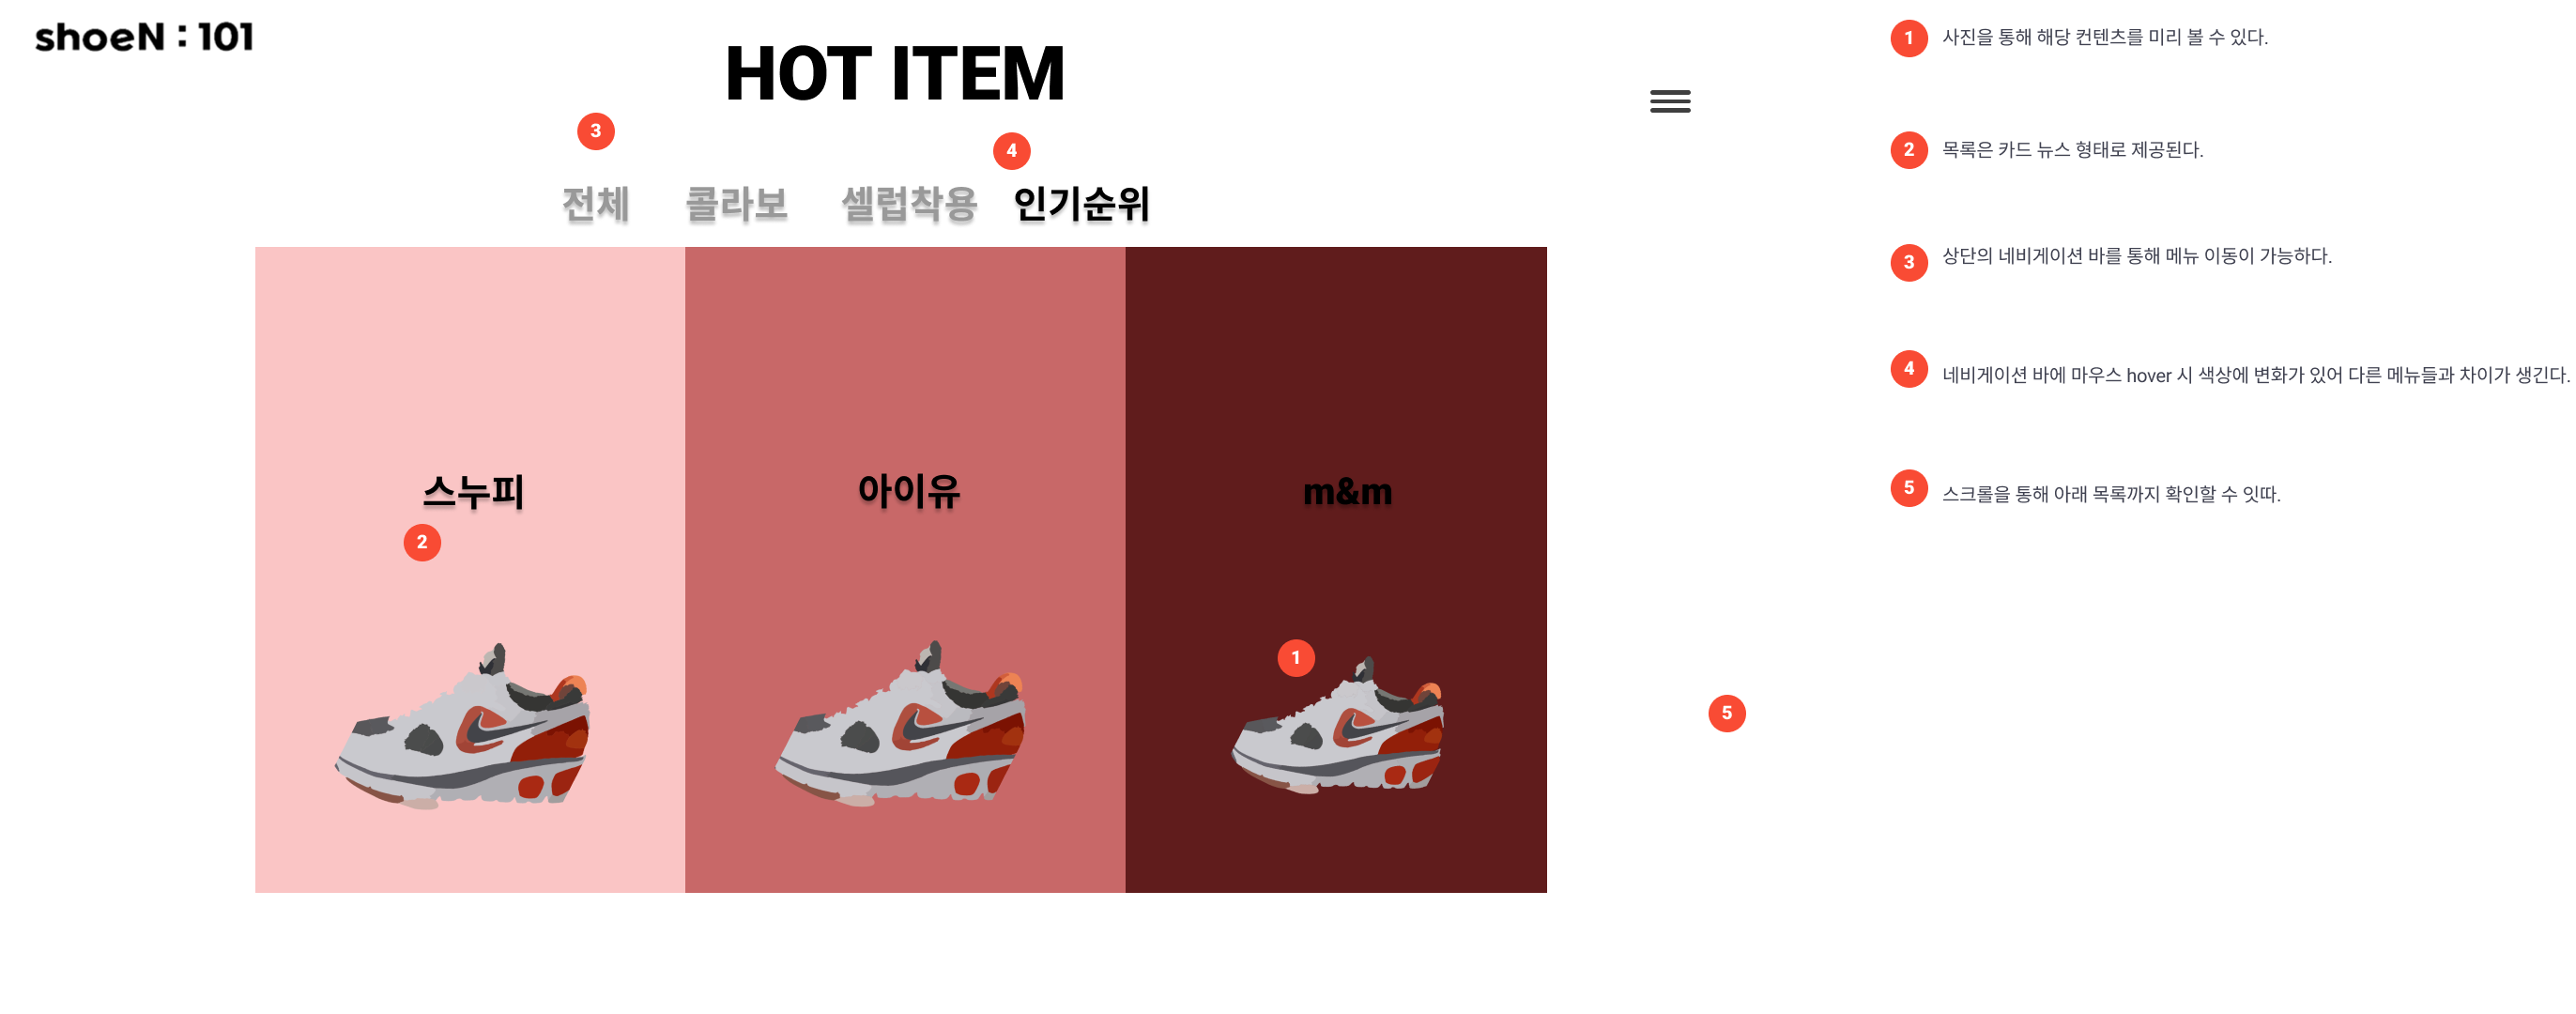 shoeN : 101
HOT ITEM
3
4
전체 콜라보 셀럽착용 인기순위
스누피 아이유 m&m
2
1
5
1 사진을 통해 해당 컨텐츠를 미리 볼 수 있다.
2 목록은 카드 뉴스 형태로 제공된다.
3 상단의 네비게이션 바를 통해 메뉴 이동이 가능하다.
4 네비게이션 바에 마우스 hover 시 색상에 변화가 있어 다른 메뉴들과 차이가 생긴다.
5 스크롤을 통해 아래 목록까지 확인할 수 잇따.